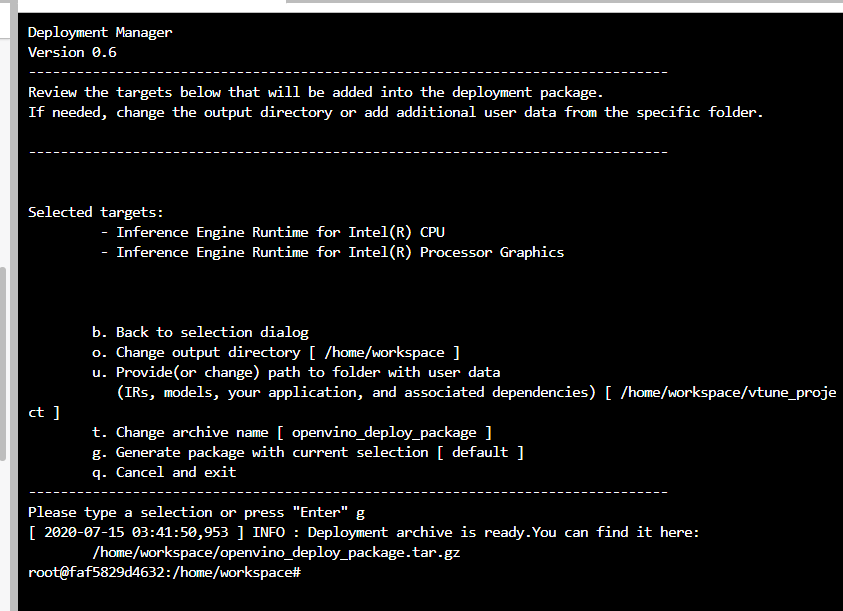 Deployment Manager
Version 0.6
--------------------------------------------------------------------------------
Review the targets below that will be added into the deployment package.
If needed, change the output directory or add additional user data from the specific folder.
--------------------------------------------------------------------------------
Selected targets:
- Inference Engine Runtime for Intel(R) CPU
- Inference Engine Runtime for Intel(R) Processor Graphics
b. Back to selection dialog
o. Change output directory [ /home/workspace ]
u. Provide(or change) path to folder with user data
(IRs, models, your application, and associated dependencies) [ /home/workspace/vtune_proje
ct ]
t. Change archive name [ openvino_deploy_package ]
g. Generate package with current selection [ default ]
q. Cancel and exit
--------------------------------------------------------------------------------
Please type a selection or press "Enter" g
[ 2020-07-15 03:41:50,953 ] INFO : Deployment archive is ready.You can find it here:
/home/workspace/openvino_deploy_package.tar.gz
root@faf5829d4632:/home/workspace#